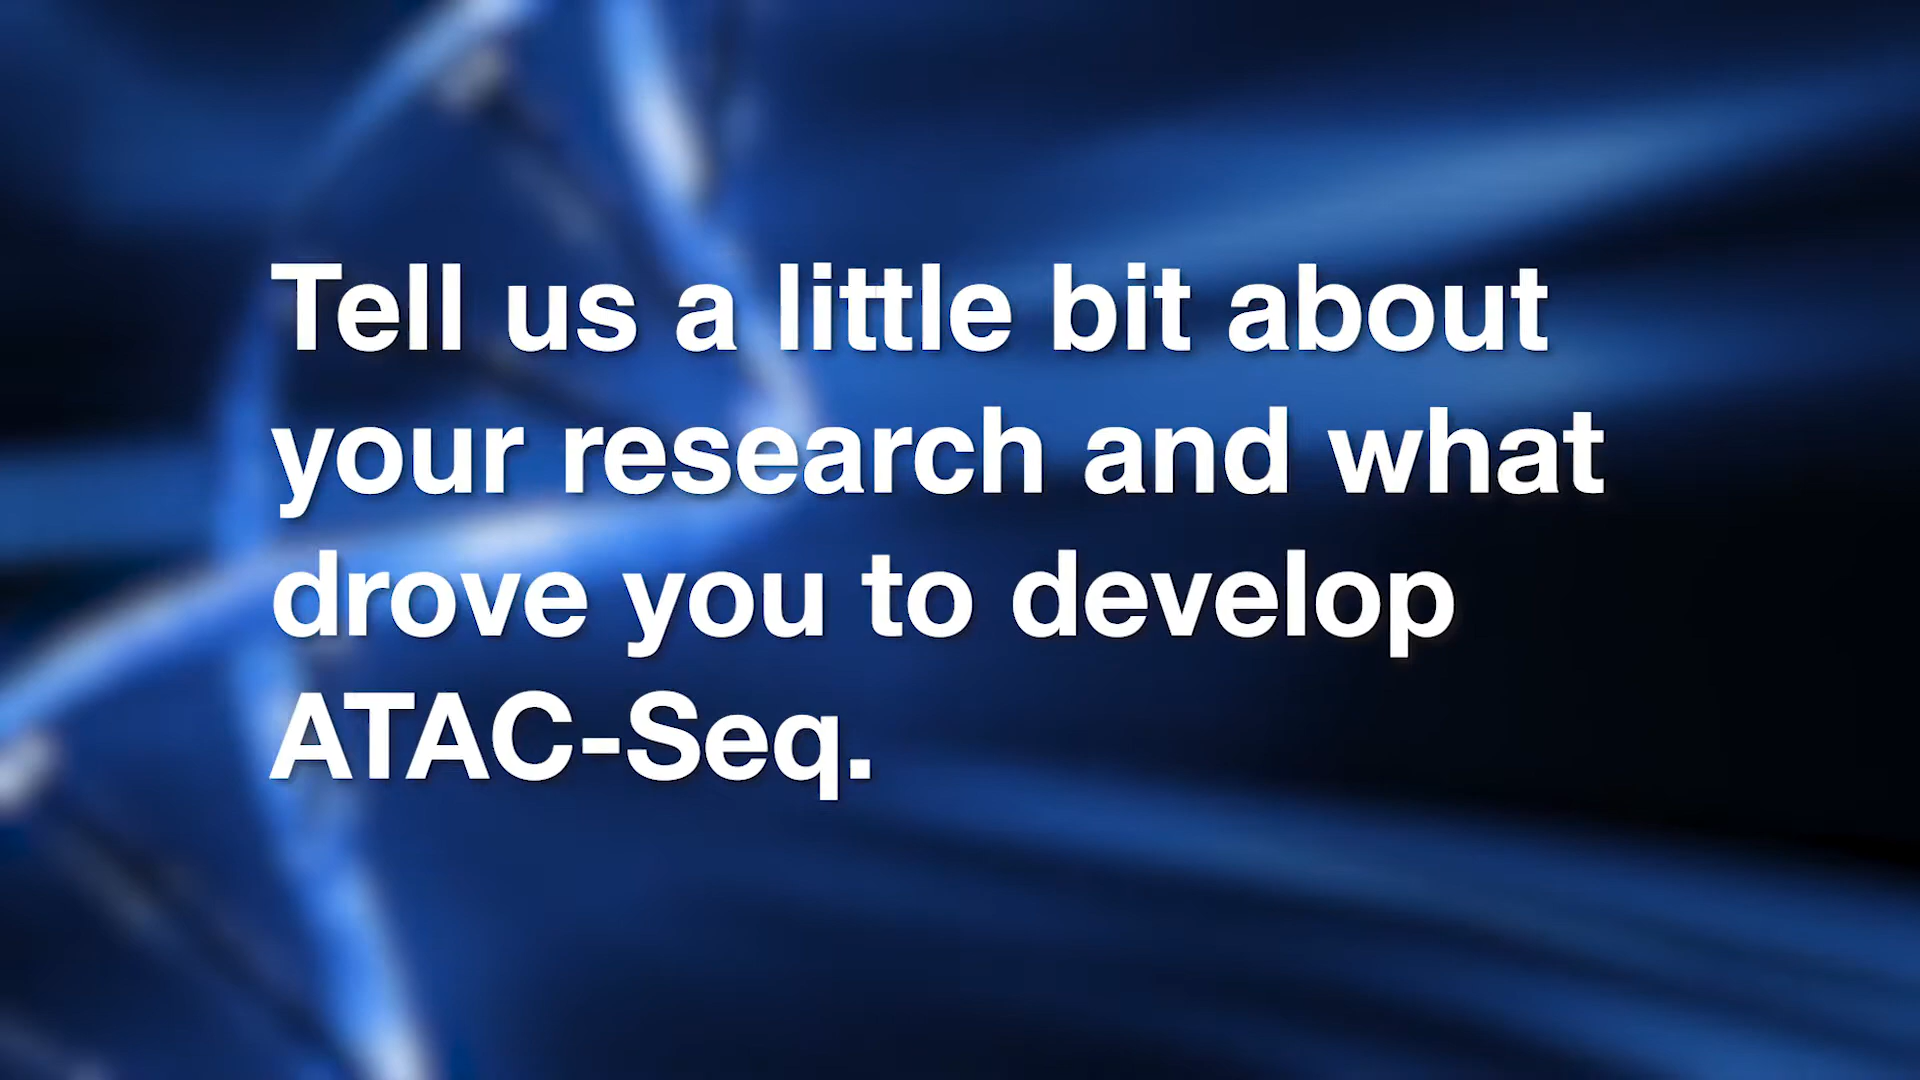 Tell us a little bit about
your research and what
drove you to develop
ATAC-Seq.